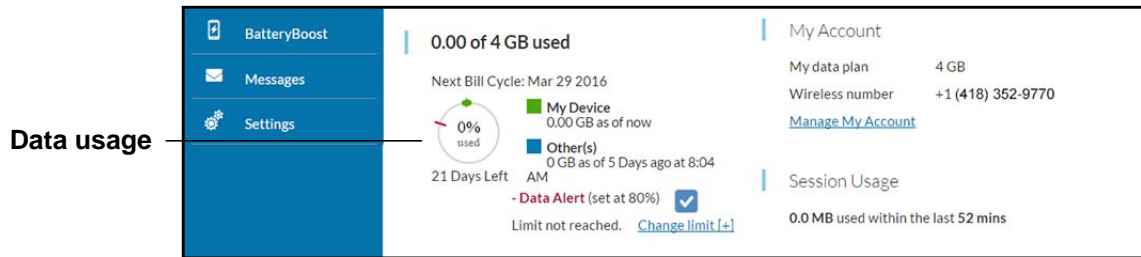 Data usage
BatteryBoost
Messages
Settings
0.00 of 4 GB used
Next Bill Cycle: Mar 29 2016
0%
used
21 Days Left
My Device
0.00 GB as of now
Other(s)
0 GB as of 5 Days ago at 8:04
AM
- Data Alert (set at 80%)
Limit not reached. Change limit [+]
My Account
My data plan 4 GB
Wireless number +1 (418) 352-9770
Manage My Account
Session Usage
0.0 MB used within the last 52 mins